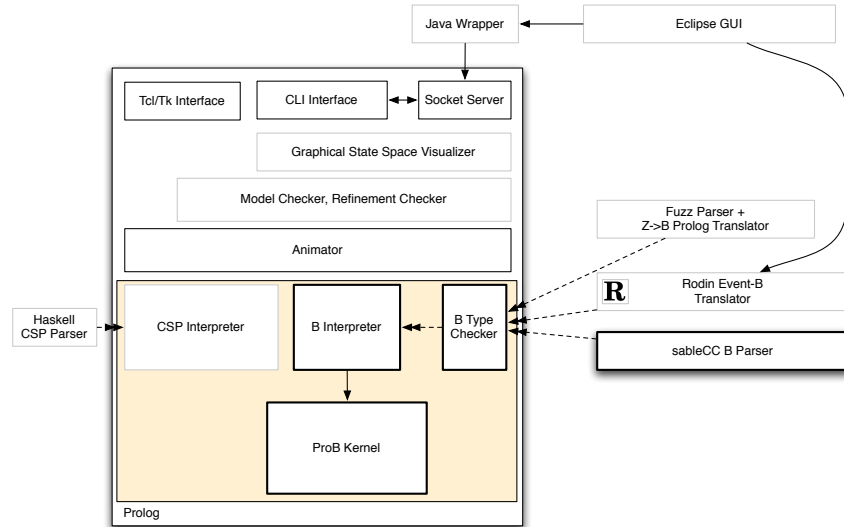 Java Wrapper
Eclipse GUI
Tcl/Tk Interface
CLI Interface
Socket Server
Graphical State Space Visualizer
Model Checker, Refinement Checker
Fuzz Parser +
Z->B Prolog Translator
Animator
R
Rodin Event-B
Translator
Haskell
CSP Parser
CSP Interpreter
B Interpreter
B Type
Checker
sableCC B Parser
ProB Kernel
Prolog